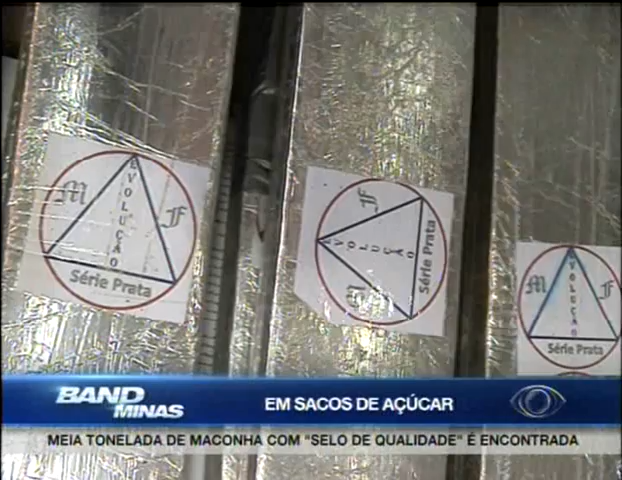 M F
EVOLUÇÃO
Série Prata
M F
EVOLUÇÃO
Série Prata
M F
EVOLUÇÃO
Série Prata
BAND MINAS
EM SACOS DE AÇÚCAR
MEIA TONELADA DE MACONHA COM "SELO DE QUALIDADE" É ENCONTRADA